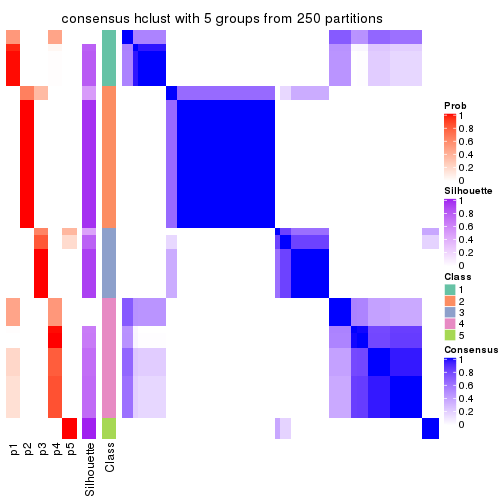 consensus hclust with 5 groups from 250 partitions
Prob
1
0.8
0.6
0.4
0.2
0
Silhouette
1
0.8
0.6
0.4
0.2
0
Class
1
2
3
4
5
Consensus
1
0.8
0.6
0.4
0.2
0
p1
p2
p3
p4
p5
Silhouette
Class